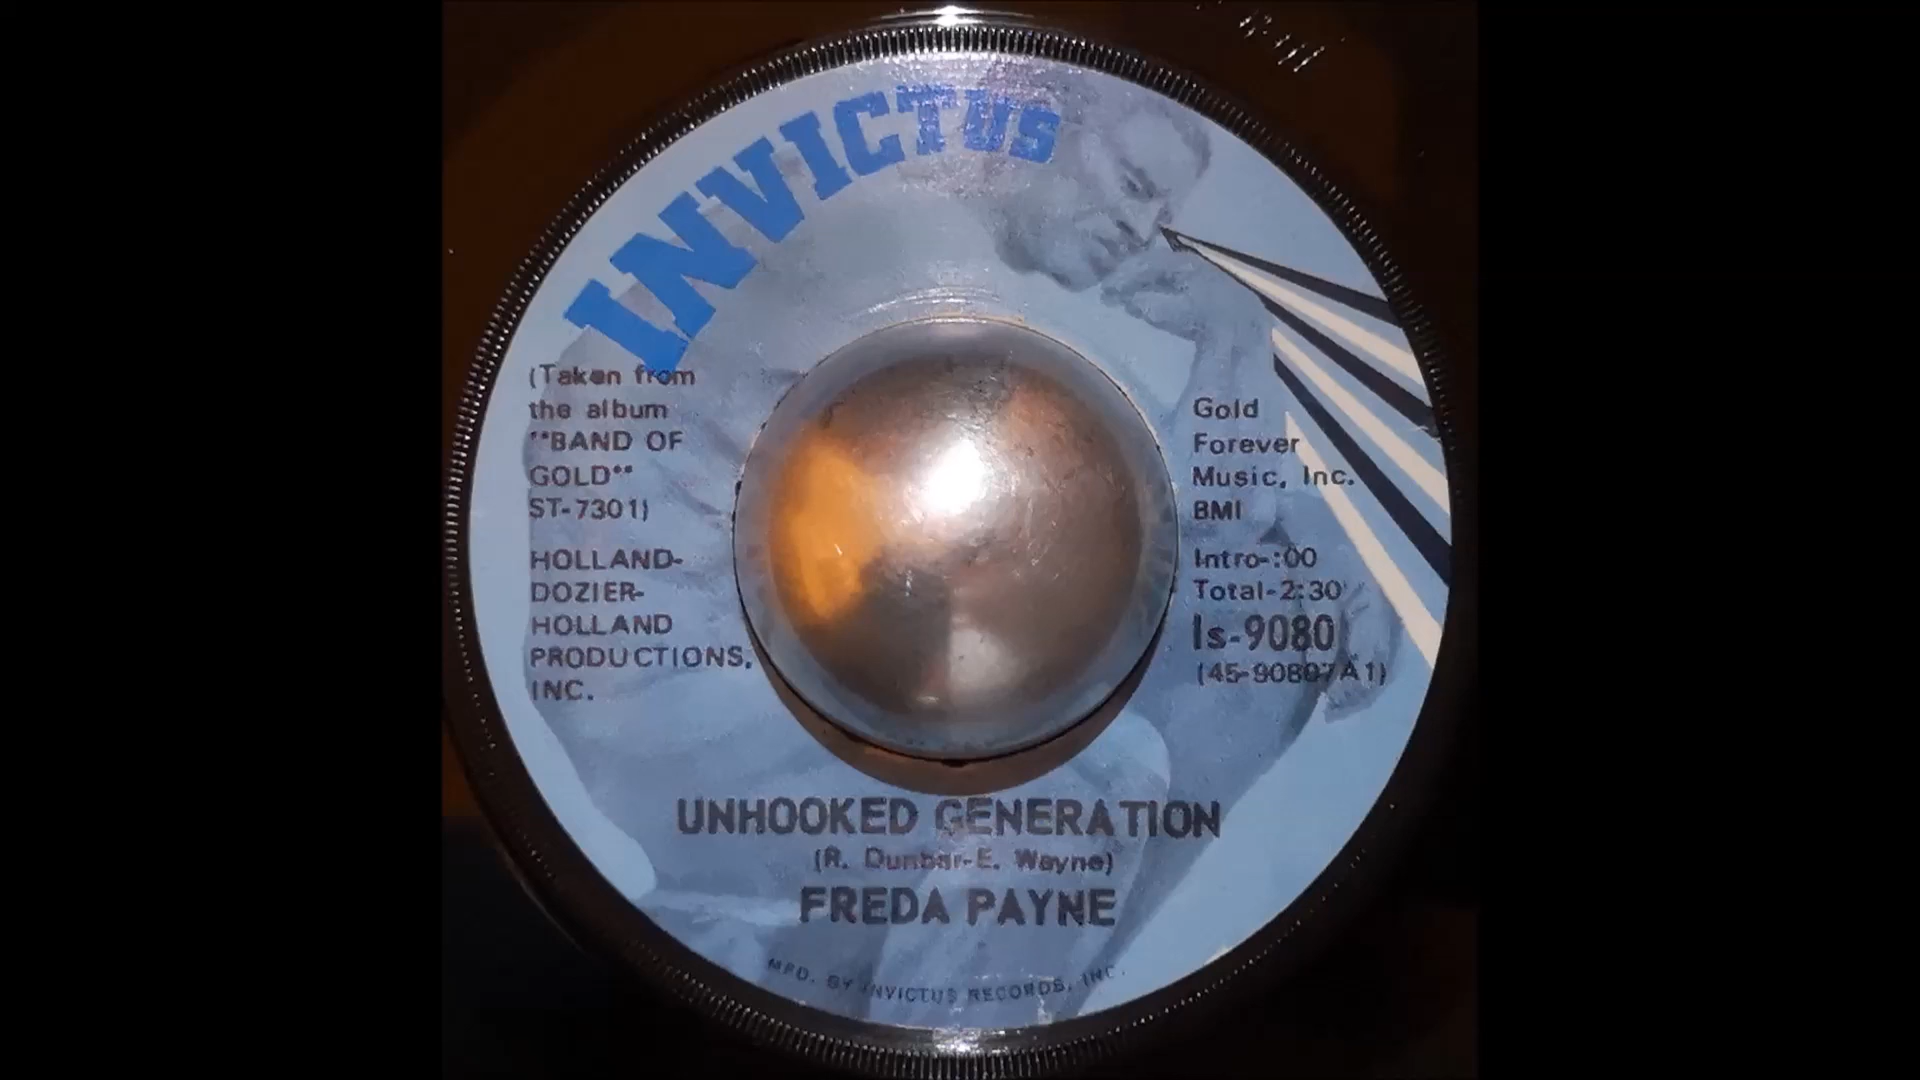 INVICTUS
(Taken from
the album
"BAND OF
GOLD"
ST-7301)
HOLLAND-
DOZIER-
HOLLAND
PRODUCTIONS,
INC.
Gold
Forever
Music, Inc.
BMI
Intro-:00
Total-2:30
Is-9080
(45-90807A1)
UNHOOKED GENERATION
(R. Dunbar-E. Wayne)
FREDA PAYNE
MFD. BY INVICTUS RECORDS, INC.